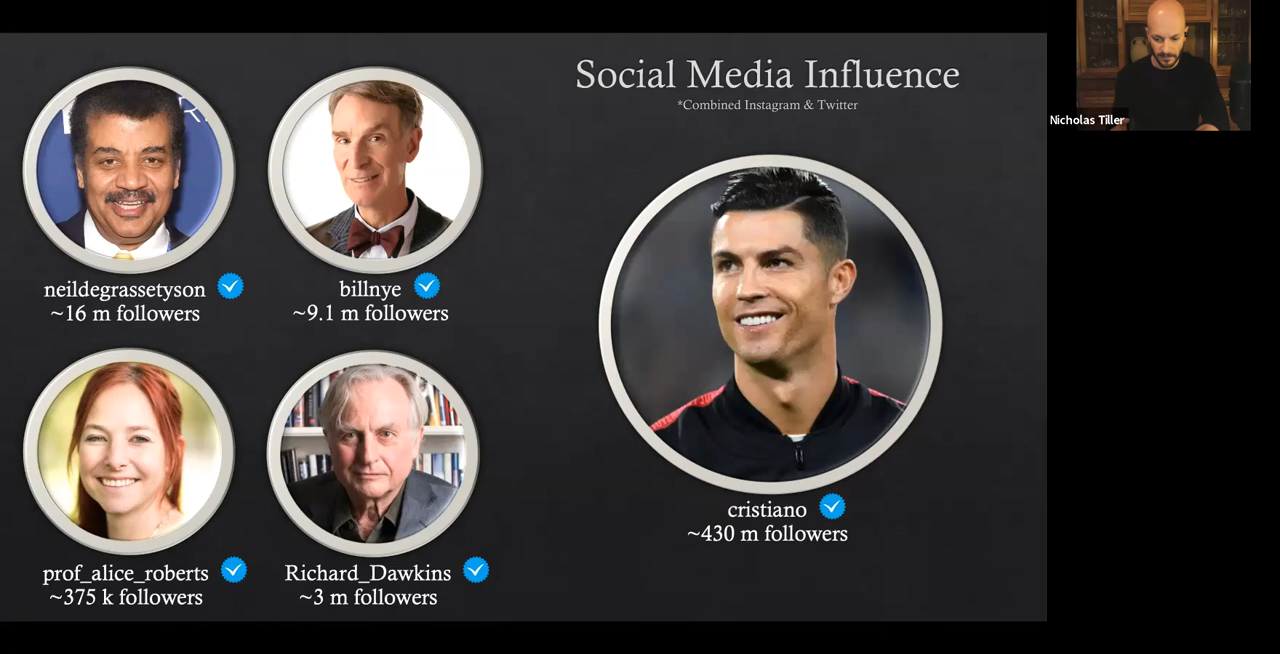 Social Media Influence
*Combined Instagram & Twitter
neildegrassetyson
~16 m followers
billnye
~9.1 m followers
prof_alice_roberts
~375 k followers
Richard_Dawkins
~3 m followers
cristiano
~430 m followers
Nicholas Tiller